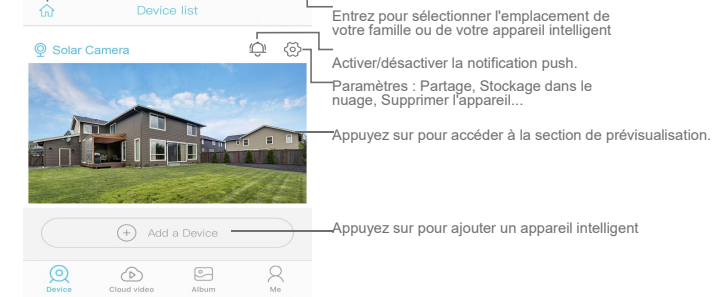 Device list
Entrez pour sélectionner l'emplacement de
votre famille ou de votre appareil intelligent
Solar Camera
Activer/désactiver la notification push.
Paramètres : Partage, Stockage dans le
nuage, Supprimer l'appareil...
Appuyez sur pour accéder à la section de prévisualisation.
Add a Device
Appuyez sur pour ajouter un appareil intelligent
Device
Cloud video
Album
Me